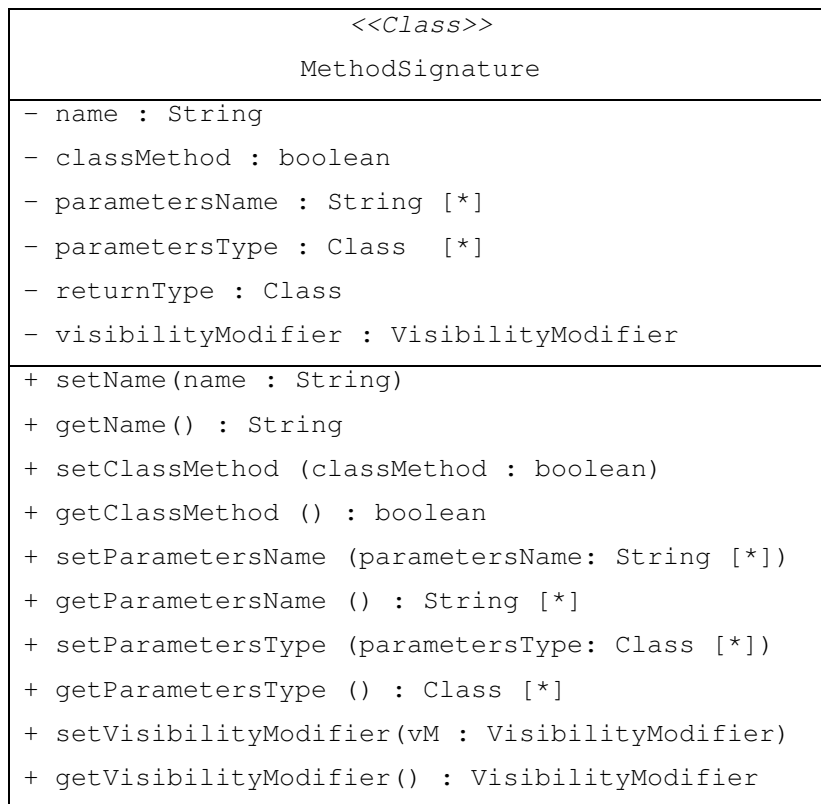 <<Class>>
MethodSignature
- name : String
- classMethod : boolean
- parametersName : String [*]
- parametersType : Class  [*]
- returnType : Class
- visibilityModifier : VisibilityModifier
+ setName(name : String)
+ getName() : String
+ setClassMethod (classMethod : boolean)
+ getClassMethod () : boolean
+ setParametersName (parametersName: String [*])
+ getParametersName () : String [*]
+ setParametersType (parametersType: Class [*])
+ getParametersType () : Class [*]
+ setVisibilityModifier(vM : VisibilityModifier)
+ getVisibilityModifier() : VisibilityModifier